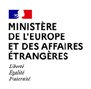 MINISTÈRE
DE L'EUROPE
ET DES AFFAIRES
ÉTRANGÈRES
Liberté
Égalité
Fraternité